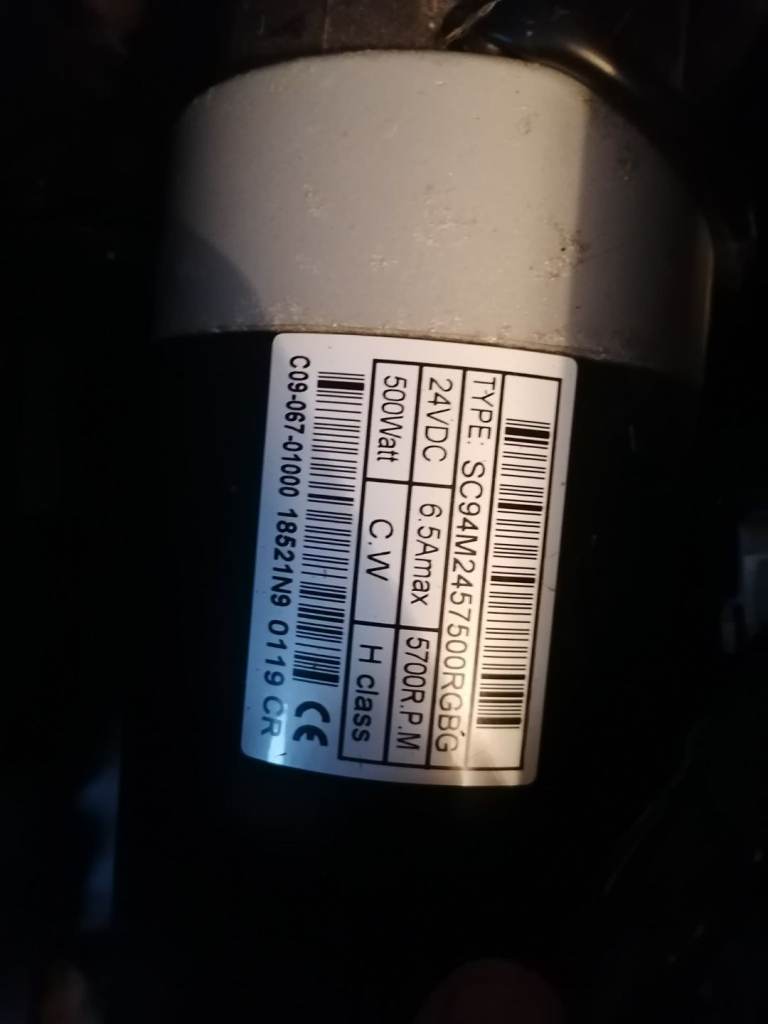 TYPE: SC94M2457500RGBG
24VDC 6.5Amax 5700R.P.M
500Watt C.W H class
CE
C09-067-01000 18521N9 0119 CR